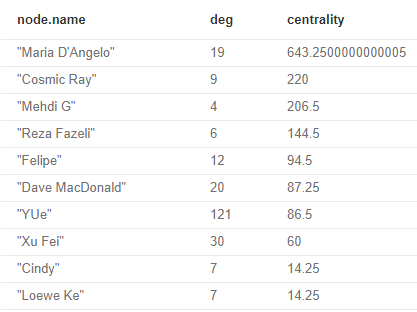 node.name deg centrality
"Maria D'Angelo" 19 643.2500000000005
"Cosmic Ray" 9 220
"Mehdi G" 4 206.5
"Reza Fazeli" 6 144.5
"Felipe" 12 94.5
"Dave MacDonald" 20 87.25
"YUe" 121 86.5
"Xu Fei" 30 60
"Cindy" 7 14.25
"Loewe Ke" 7 14.25